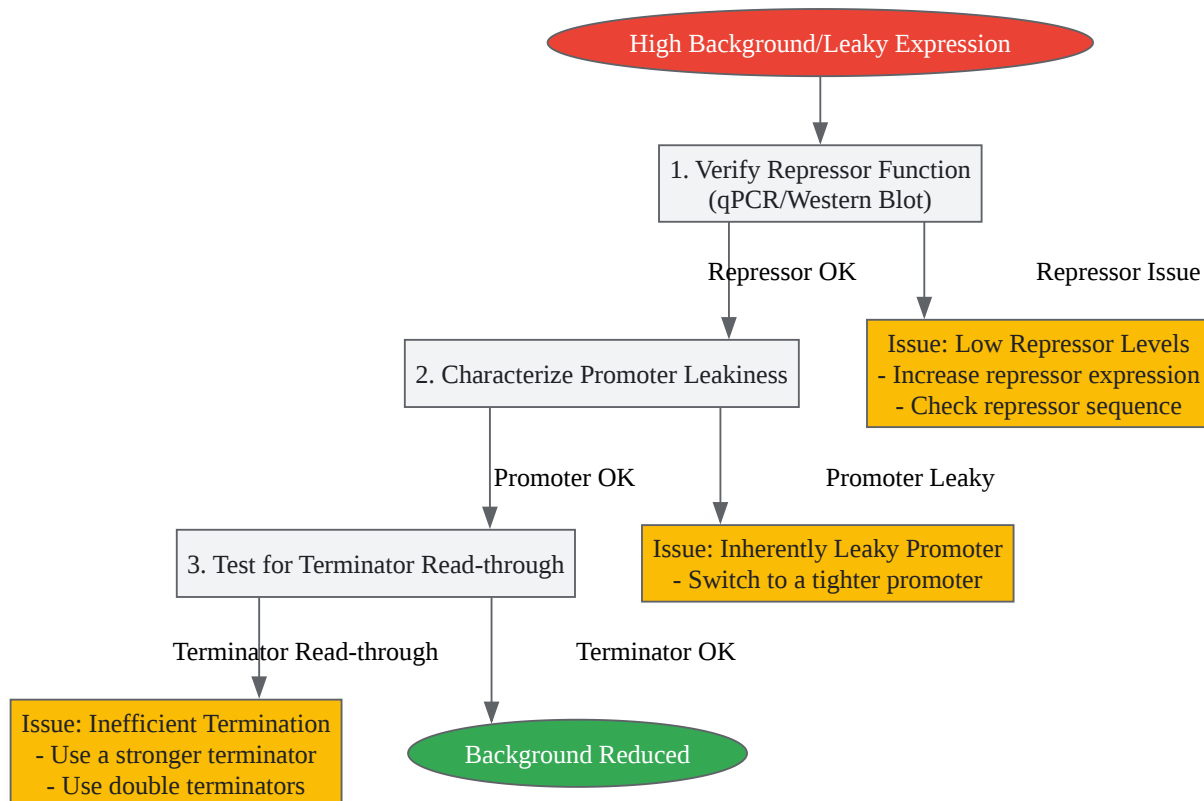 High Background/Leaky Expression
1. Verify Repressor Function
(qPCR/Western Blot)
Repressor OK
Repressor Issue
Issue: Low Repressor Levels
- Increase repressor expression
- Check repressor sequence
2. Characterize Promoter Leakiness
Promoter OK
Promoter Leaky
Issue: Inherently Leaky Promoter
- Switch to a tighter promoter
3. Test for Terminator Read-through
Terminator Read-through
Terminator OK
Issue: Inefficient Termination
- Use a stronger terminator
- Use double terminators
Background Reduced